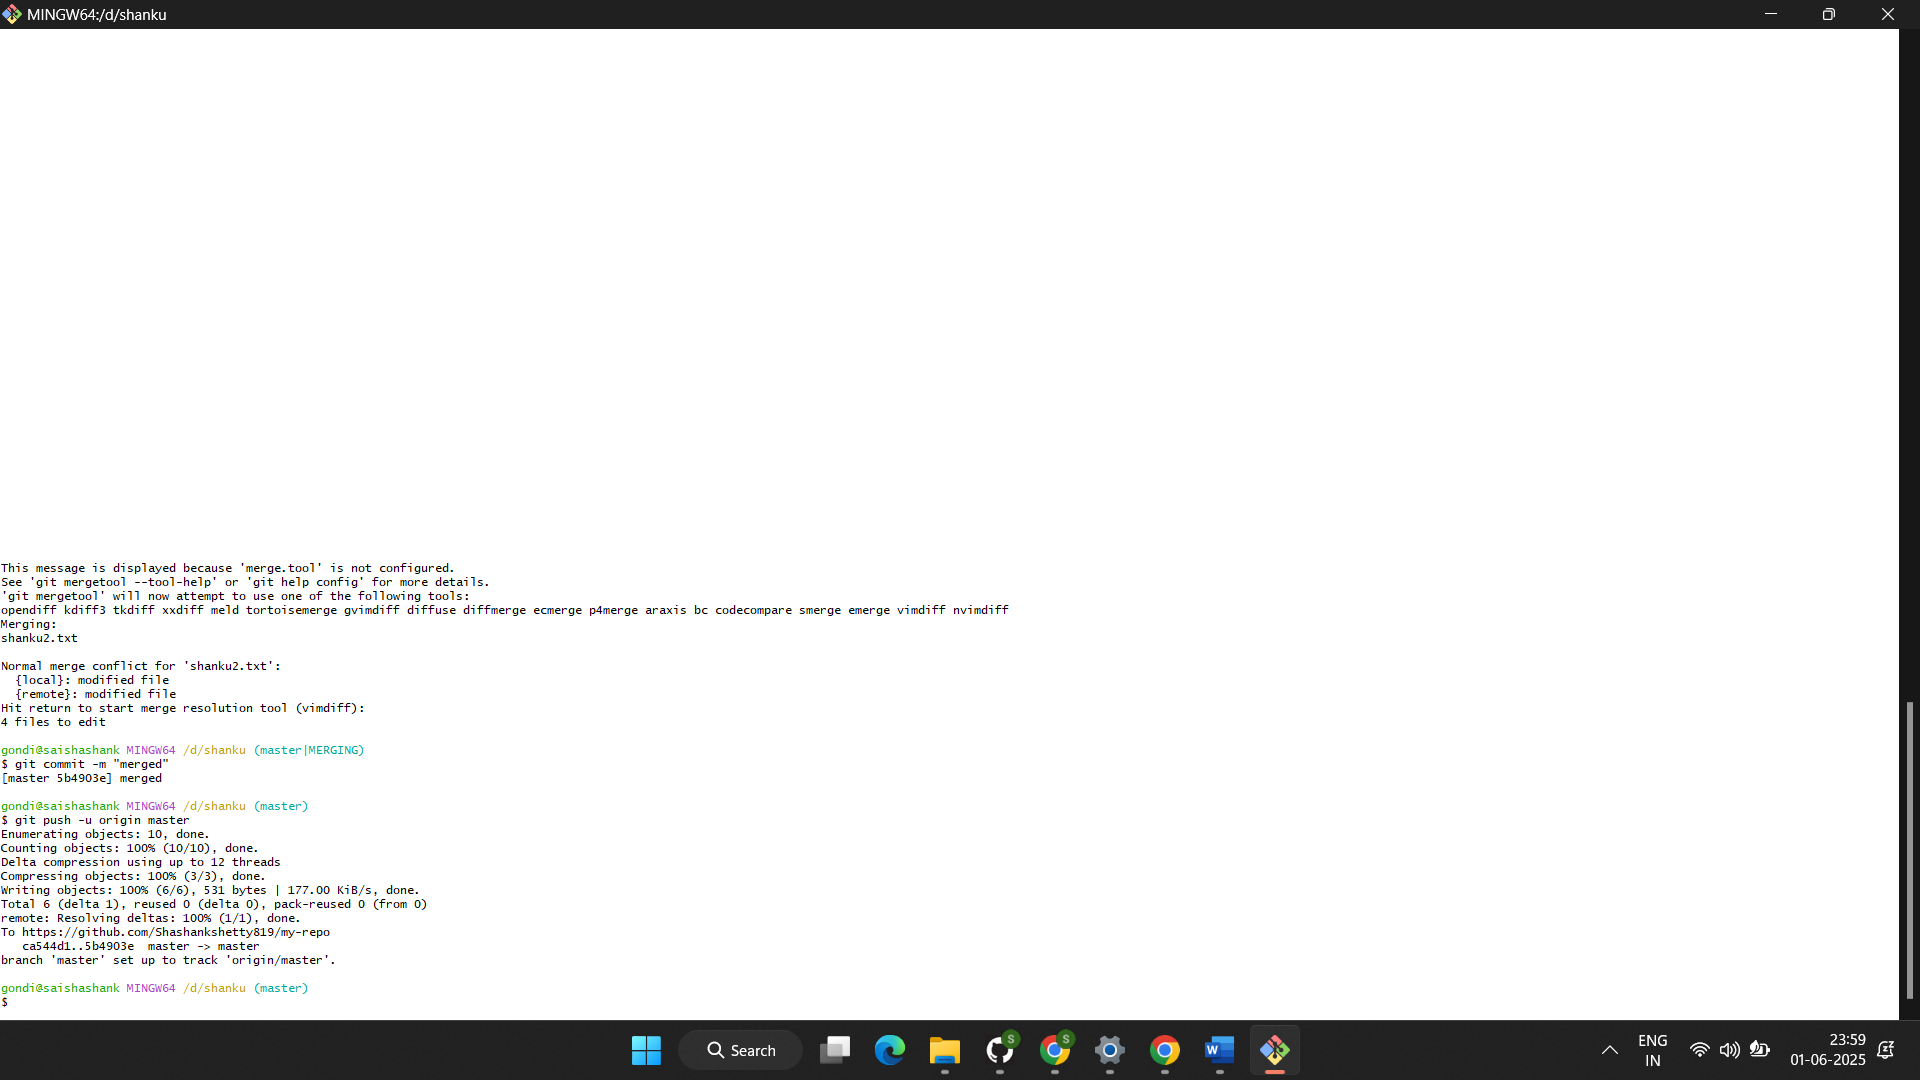 MINGW64:/d/shanku
This message is displayed because 'merge.tool' is not configured.
See 'git mergetool --tool-help' or 'git help config' for more details.
'git mergetool' will now attempt to use one of the following tools:
opendiff kdiff3 tkdiff xxdiff meld tortoisemerge gvimdiff diffuse diffmerge ecmerge p4merge araxis bc codecompare smerge emerge vimdiff nvimdiff
Merging:
shanku2.txt
Normal merge conflict for 'shanku2.txt':
  {local}: modified file
  {remote}: modified file
Hit return to start merge resolution tool (vimdiff):
4 files to edit
gondi@saishashank MINGW64 /d/shanku (master|MERGING)
$ git commit -m "merged"
[master 5b4903e] merged
gondi@saishashank MINGW64 /d/shanku (master)
$ git push -u origin master
Enumerating objects: 10, done.
Counting objects: 100% (10/10), done.
Delta compression using up to 12 threads
Compressing objects: 100% (3/3), done.
Writing objects: 100% (6/6), 531 bytes | 177.00 KiB/s, done.
Total 6 (delta 1), reused 0 (delta 0), pack-reused 0 (from 0)
remote: Resolving deltas: 100% (1/1), done.
To https://github.com/Shashankshetty819/my-repo
   ca544d1..5b4903e  master -> master
branch 'master' set up to track 'origin/master'.
gondi@saishashank MINGW64 /d/shanku (master)
$
Search
S
S
W
ENG
IN
23:59
01-06-2025